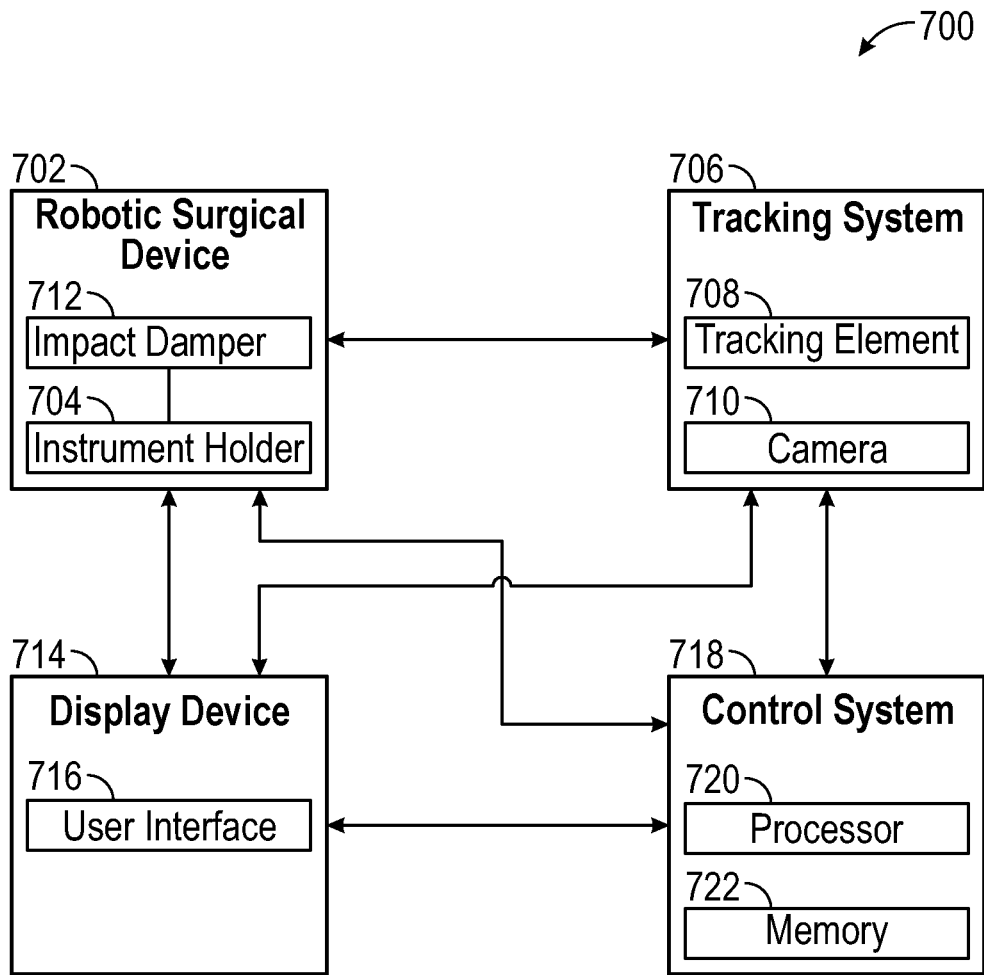 700
702
Robotic Surgical
Device
712
Impact Damper
704
Instrument Holder
706
Tracking System
708
Tracking Element
710
Camera
714
Display Device
716
User Interface
718
Control System
720
Processor
722
Memory